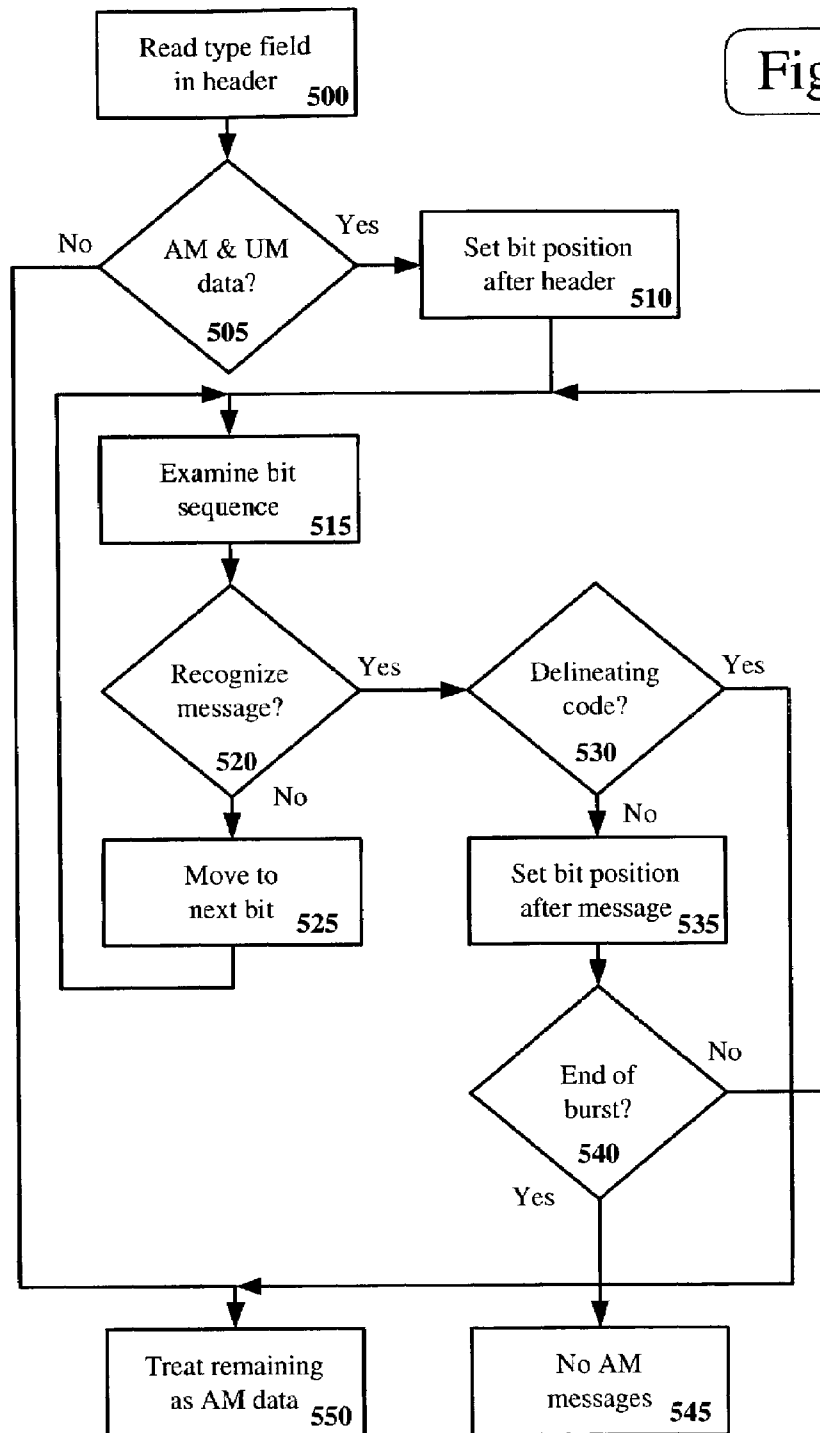 Read type field
in header
500
Fig
No
AM & UM
data?
505
Yes
Set bit position
after header
510
Examine bit
sequence
515
Recognize
message?
520
Yes
No
Delineating
code?
530
Yes
No
Move to
next bit
525
Set bit position
after message
535
End of
burst?
540
No
Yes
Treat remaining
as AM data
550
No AM
messages
545